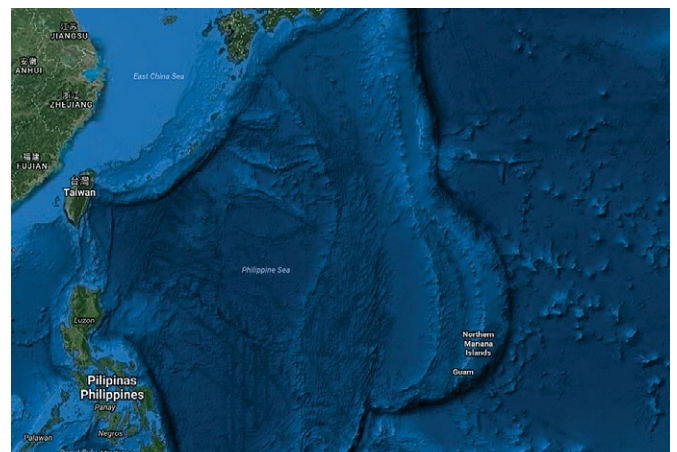 江苏
JIANGSU
安徽
ANHUI
East China Sea
浙江
ZHEJIANG
福建
FUJIAN
台灣
Taiwan
Philippine Sea
Luzon
Northern
Mariana
Islands
Guam
Pilipinas
Philippines
Panay
Negros
Palawan